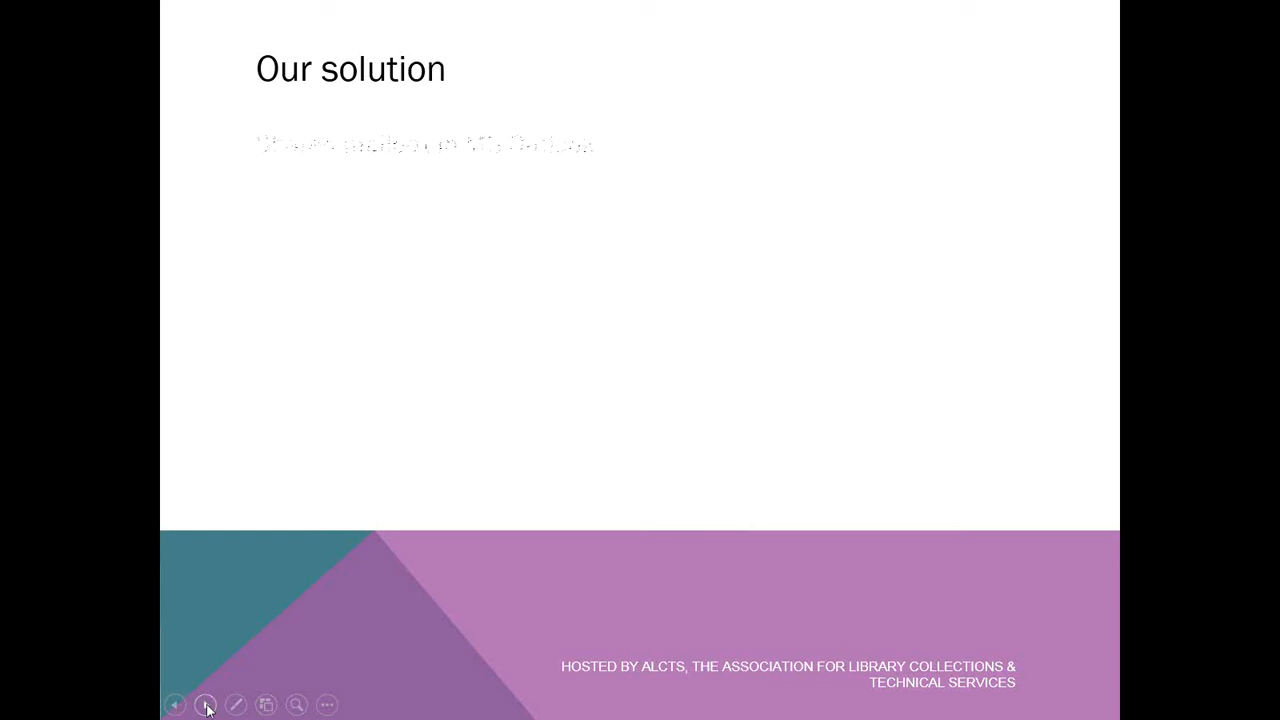 Our solution
HOSTED BY ALCTS, THE ASSOCIATION FOR LIBRARY COLLECTIONS &
TECHNICAL SERVICES